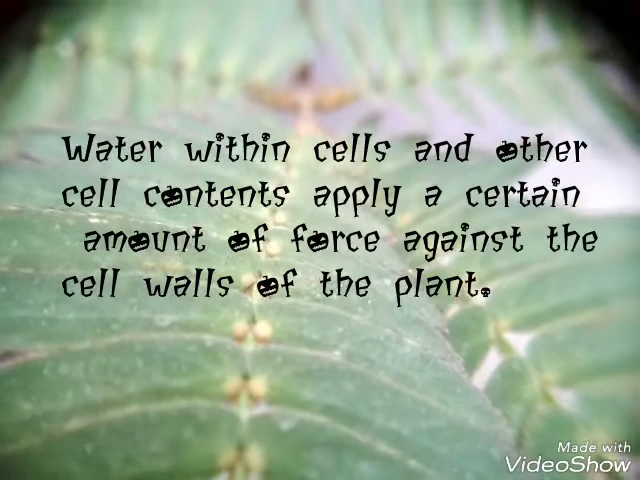 Water within cells and other
cell contents apply a certain
amount of force against the
cell walls of the plant.
Made with
VideoShow